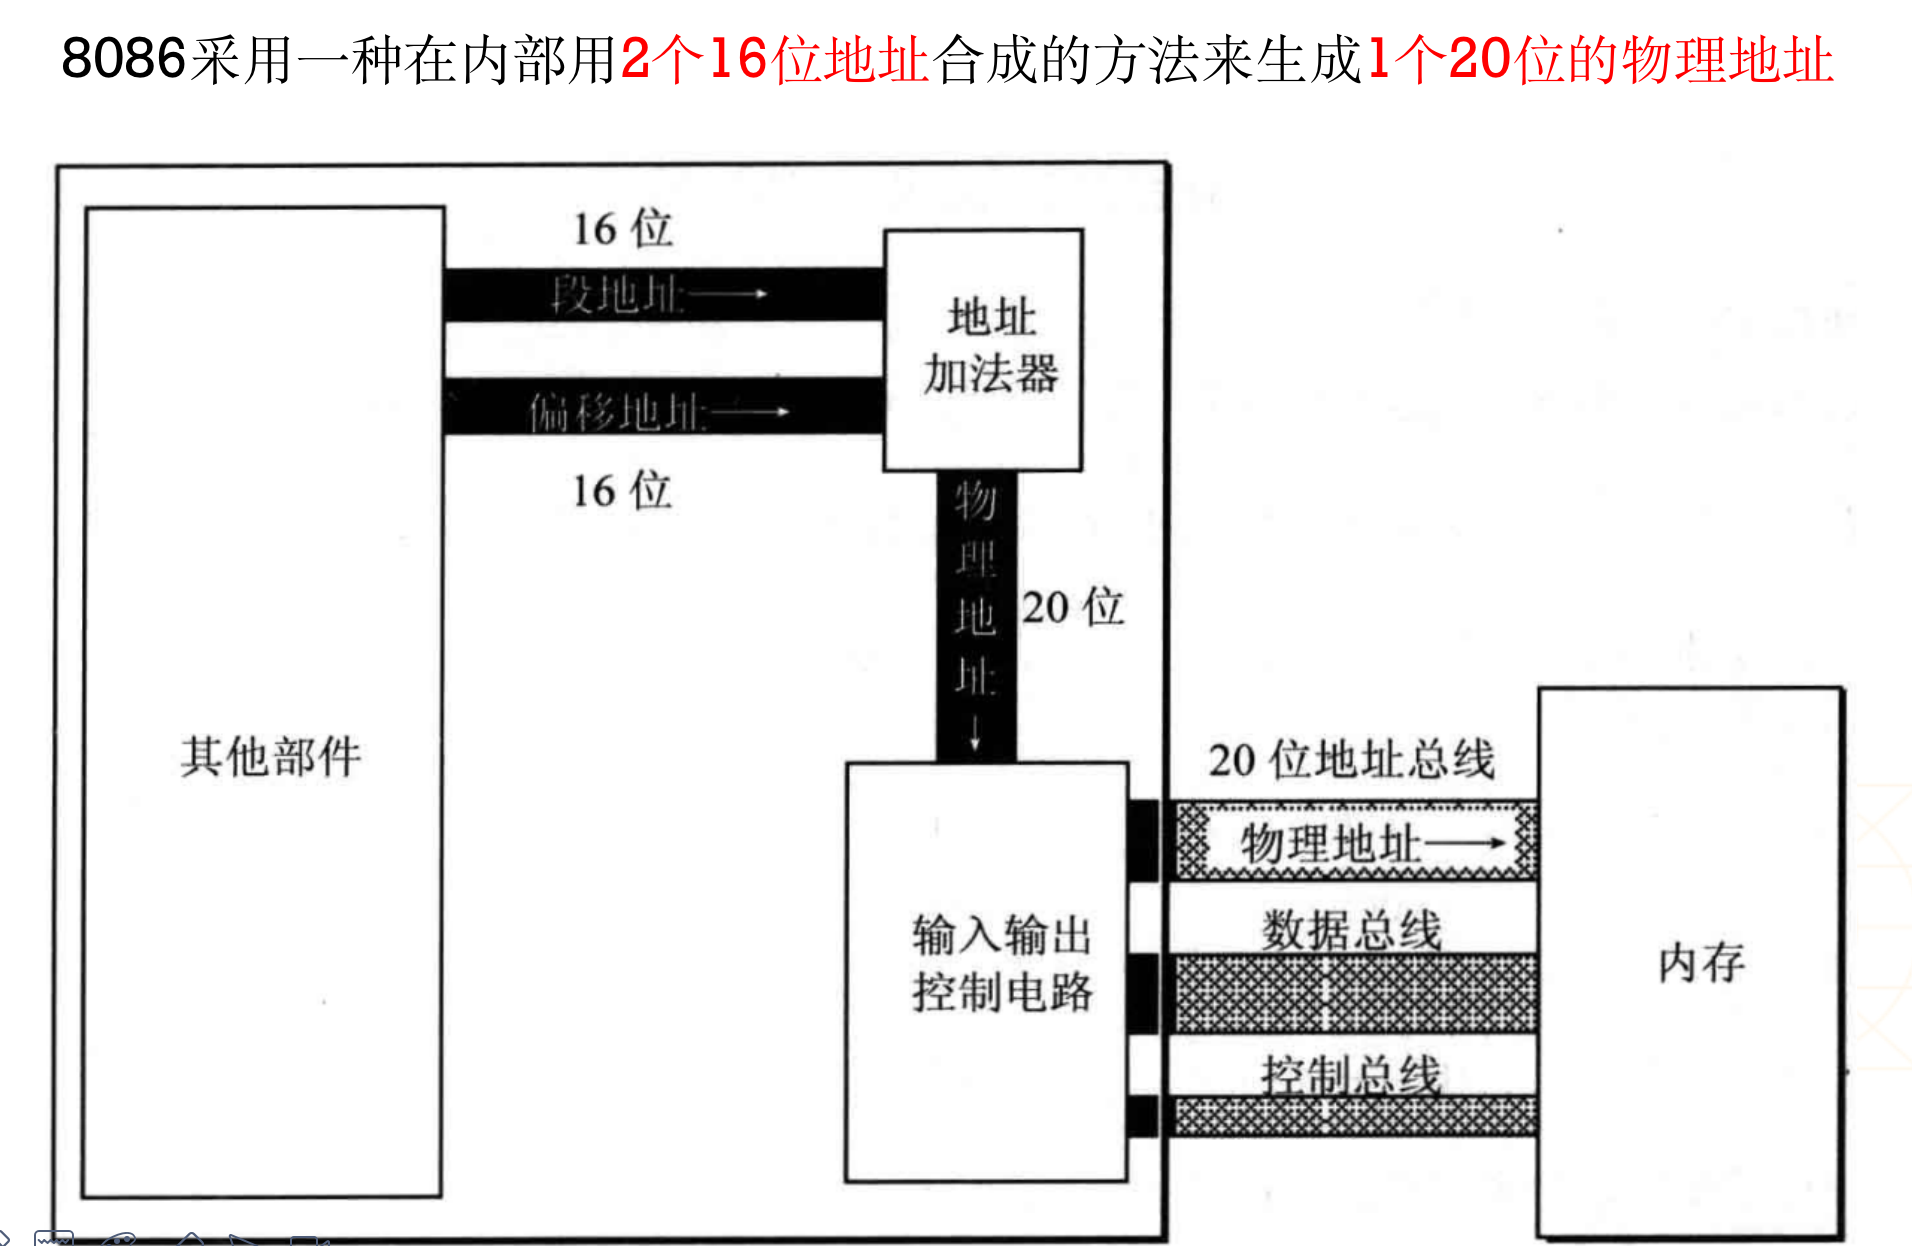 8086采用一种在内部用2个16位地址合成的方法来生成1个20位的物理地址
16 位
段地址
地址
加法器
偏移地址
16 位
物
理
地
址
20 位
其他部件
20 位地址总线
物理地址
输入输出
控制电路
数据总线
内存
控制总线